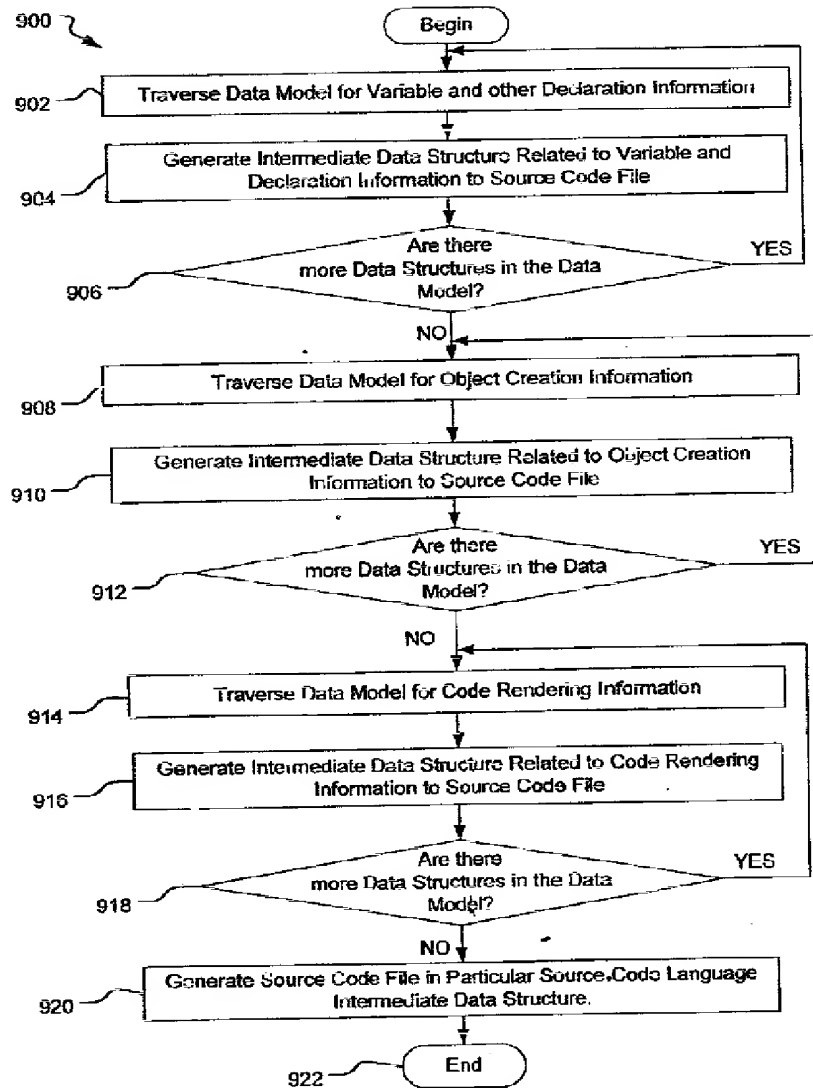 900
Begin
902
Traverse Data Model for Variable and other Declaration Information
904
Generate Intermediate Data Structure Related to Variable and
Declaration Information to Source Code File
906
Are there
more Data Structures in the Data
Model?
YES
NO
908
Traverse Data Model for Object Creation Information
910
Generate Intermediate Data Structure Related to Object Creation
Information to Source Code File
912
Are there
more Data Structures in the Data
Model?
YES
NO
914
Traverse Data Model for Code Rendering Information
916
Generate Intermediate Data Structure Related to Code Rendering
Information to Source Code File
918
Are there
more Data Structures in the Data
Model?
YES
NO
920
Generate Source Code File in Particular Source Code Language
Intermediate Data Structure.
922
End